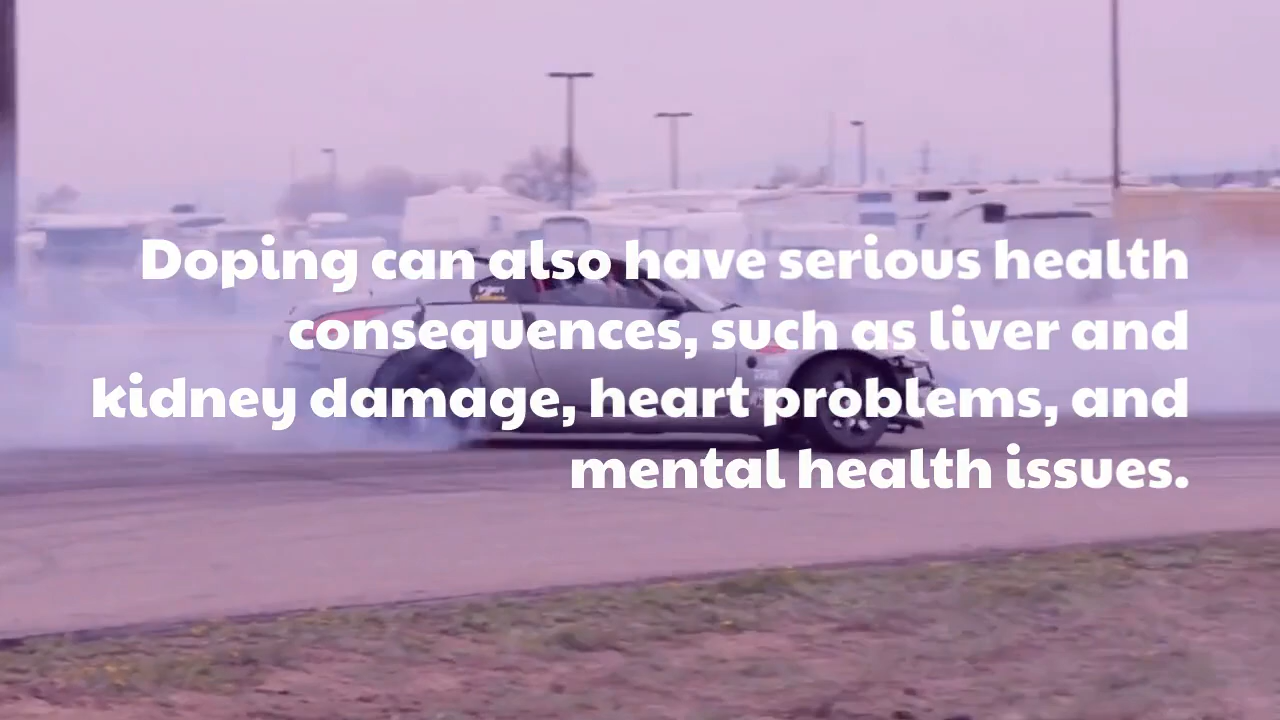 Doping can also have serious health
consequences, such as liver and
kidney damage, heart problems, and
mental health issues.